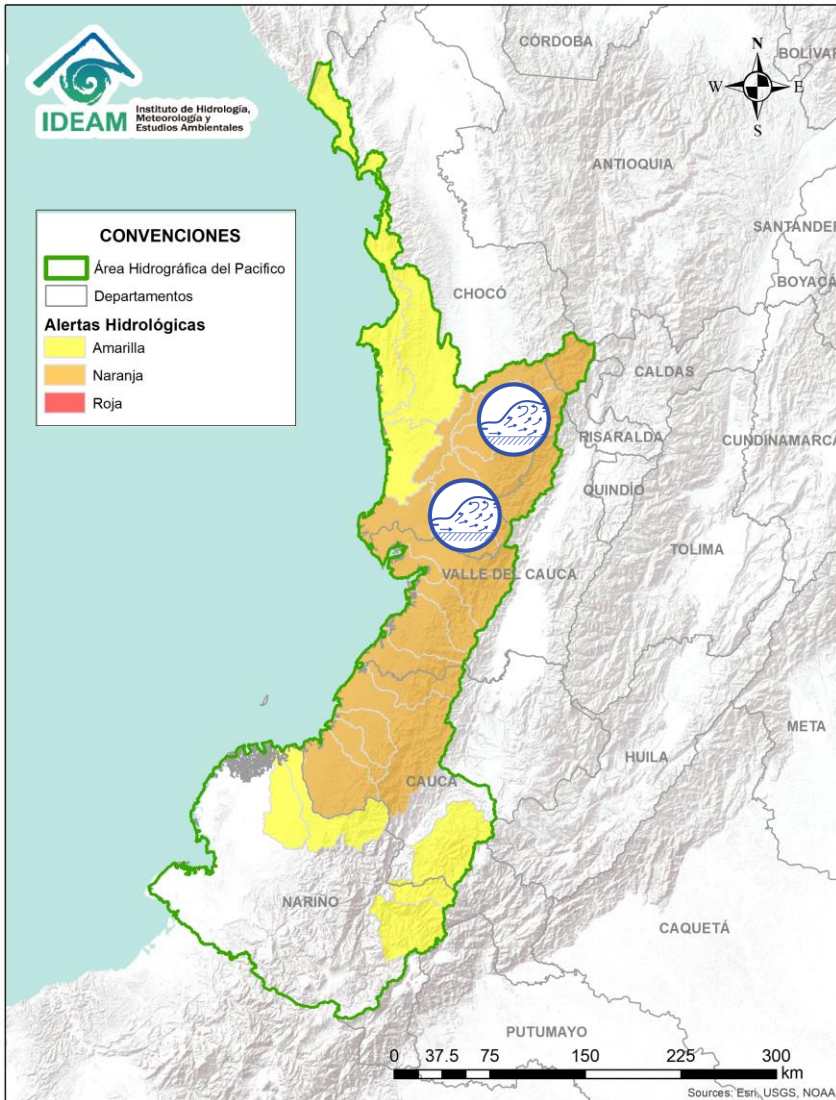 IDEAM
Instituto de Hidrología,
Meteorología y
Estudios Ambientales
CÓRDOBA
BOLÍVAR
N
W
E
S
ANTIOQUIA
SANTANDER
BOYACÁ
CONVENCIONES
Área Hidrográfica del Pacifico
Departamentos
Alertas Hidrológicas
Amarilla
Naranja
Roja
CHOCÓ
CALDAS
RISARALDA
CUNDINAMARCA
QUINDÍO
TOLIMA
VALLE DEL CAUCA
META
HUILA
CAUCA
NARIÑO
CAQUETÁ
PUTUMAYO
0 37.5 75 150 225 300
km
Sources: Esri, USGS, NOAA